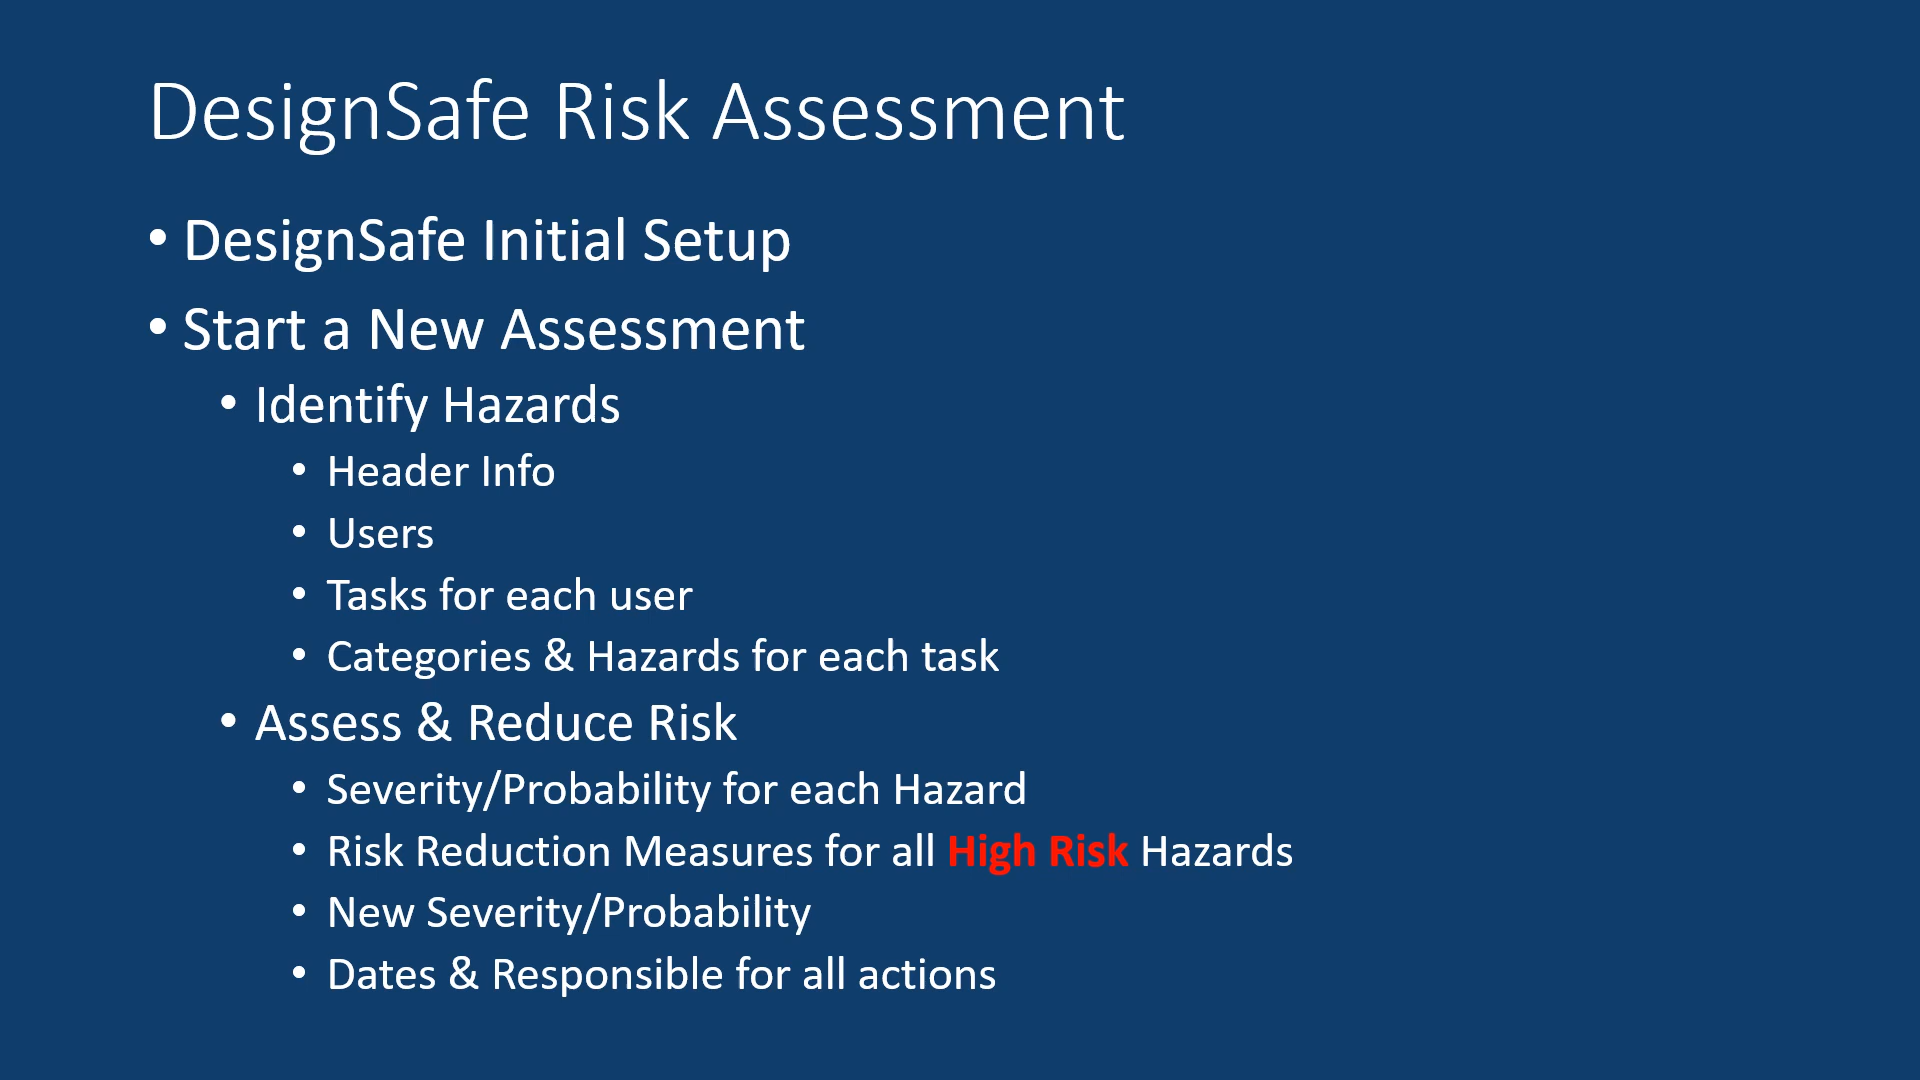 DesignSafe Risk Assessment
• DesignSafe Initial Setup
• Start a New Assessment
• Identify Hazards
• Header Info
• Users
• Tasks for each user
• Categories & Hazards for each task
• Assess & Reduce Risk
• Severity/Probability for each Hazard
• Risk Reduction Measures for all High Risk Hazards
• New Severity/Probability
• Dates & Responsible for all actions